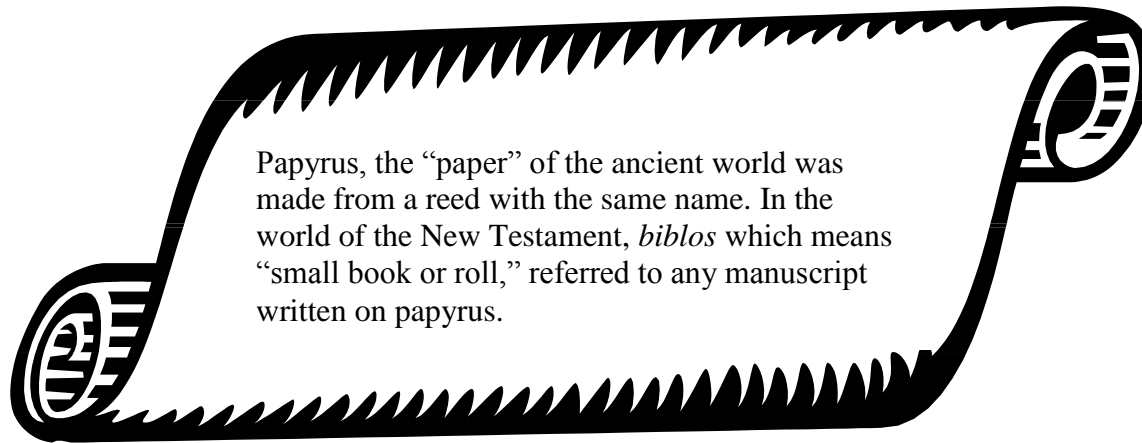 Papyrus, the “paper” of the ancient world was
made from a reed with the same name. In the
world of the New Testament, biblos which means
“small book or roll,” referred to any manuscript
written on papyrus.